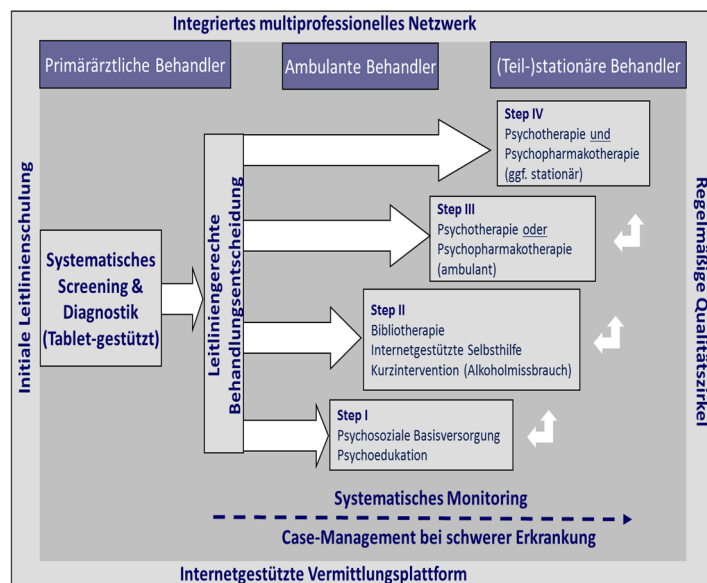 Integriertes multiprofessionelles Netzwerk
Primärärztliche Behandler
Ambulante Behandler
(Teil-)stationäre Behandler
Initiale Leitlinienschulung
Systematisches
Screening &
Diagnostik
(Tablet-gestützt)
Leitliniengerechte
Behandlungsentscheidung
Step IV
Psychotherapie und
Psychopharmakotherapie
(ggf. stationär)
Step III
Psychotherapie oder
Psychopharmakotherapie
(ambulant)
Step II
Bibliotherapie
Internetgestützte Selbsthilfe
Kurzintervention (Alkoholmissbrauch)
Step I
Psychosoziale Basisversorgung
Psychoedukation
Regelmäßige Qualitätszirkel
Systematisches Monitoring
Case-Management bei schwerer Erkrankung
Internetgestützte Vermittlungsplattform